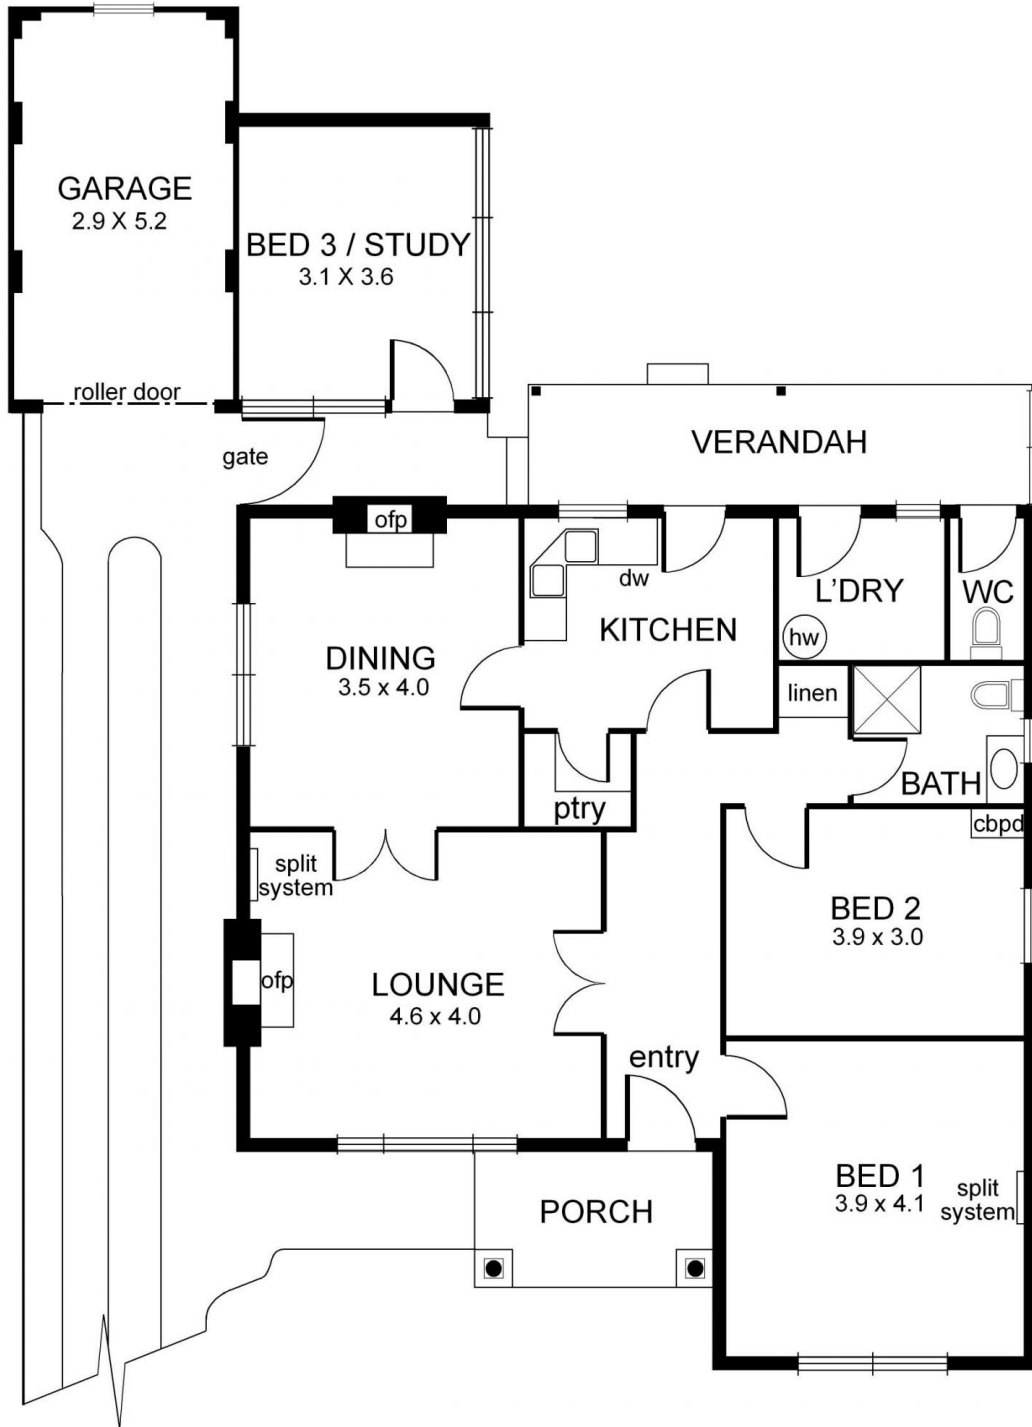 GARAGE
2.9 X 5.2
BED 3 / STUDY
3.1 X 3.6
roller door
gate
VERANDAH
ofp
dw
KITCHEN
L'DRY
hw
WC
DINING
3.5 x 4.0
linen
BATH
ptry
cbpd
split
system
BED 2
3.9 x 3.0
ofp
LOUNGE
4.6 x 4.0
entry
BED 1
3.9 x 4.1
split
system
PORCH